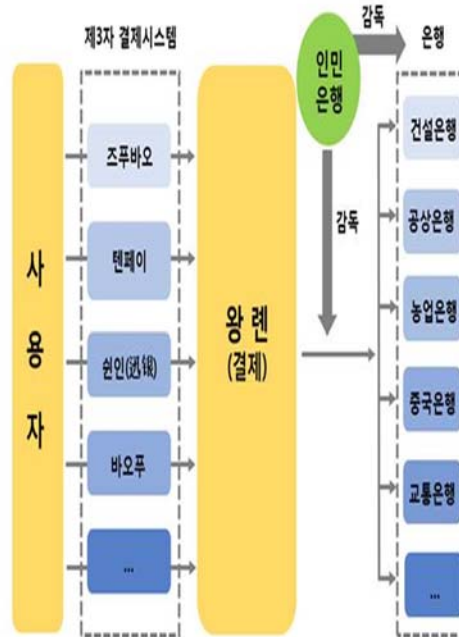 감독
제3자 결제시스템
은행
인민
은행
건설은행
즈푸바오
감독
공상은행
사용자
텐페이
왕롄
(결제)
농업은행
쉰인(迅银)
중국은행
바오푸
교통은행
...
...